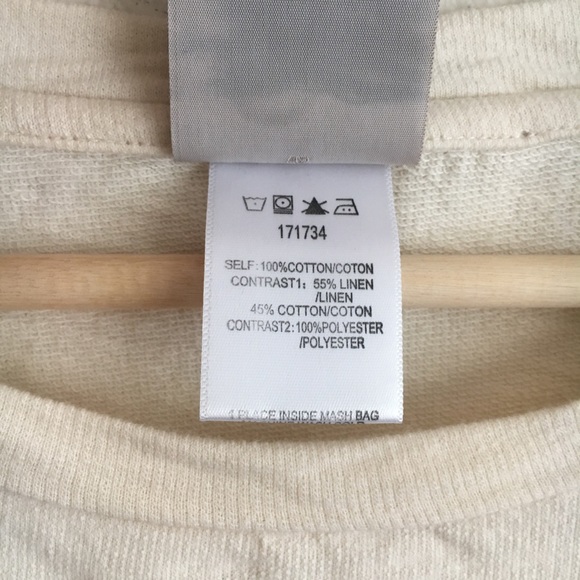 171734
SELF: 100%COTTON/COTON
CONTRAST1: 55% LINEN
/LINEN
45% COTTON/COTON
CONTRAST2:100%POLYESTER
/POLYESTER
PLACE INSIDE MASH BAG